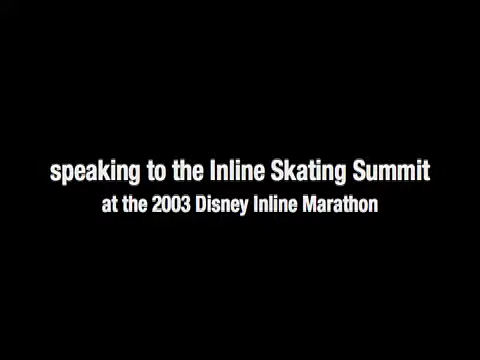 speaking to the Inline Skating Summit
at the 2003 Disney Inline Marathon